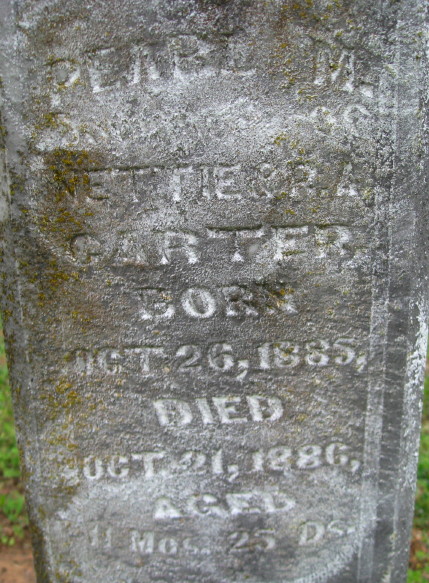 PEARL M.
NETTIE & R.A.
CARTER.
BORN
OCT. 26, 1885,
DIED
OCT. 21, 1886,
AGED
11 Mos. 25 Ds.